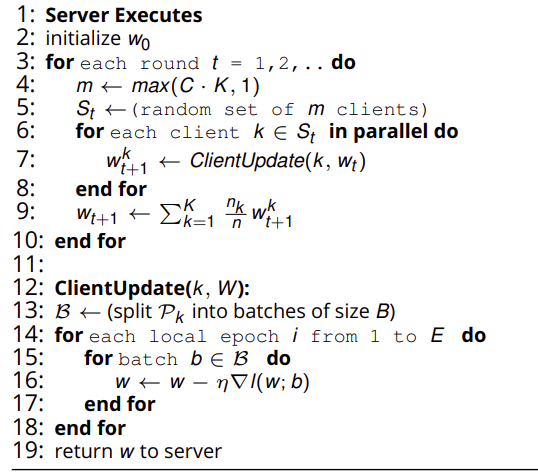 1: Server Executes
2: initialize w₀
3: for each round t = 1,2,.. do
4: m ← max(C · K, 1)
5: Sₜ ← (random set of m clients)
6: for each client k ∈ Sₜ in parallel do
7: w^k_{t+1} ← ClientUpdate(k, wₜ)
8: end for
9: w_{t+1} ← ∑^K_{k=1} n_k/n w^k_{t+1}
10: end for
11:
12: ClientUpdate(k, W):
13: ℬ ← (split 𝒫_k into batches of size B)
14: for each local epoch i from 1 to E do
15: for batch b ∈ ℬ do
16: w ← w − η∇l(w; b)
17: end for
18: end for
19: return w to server